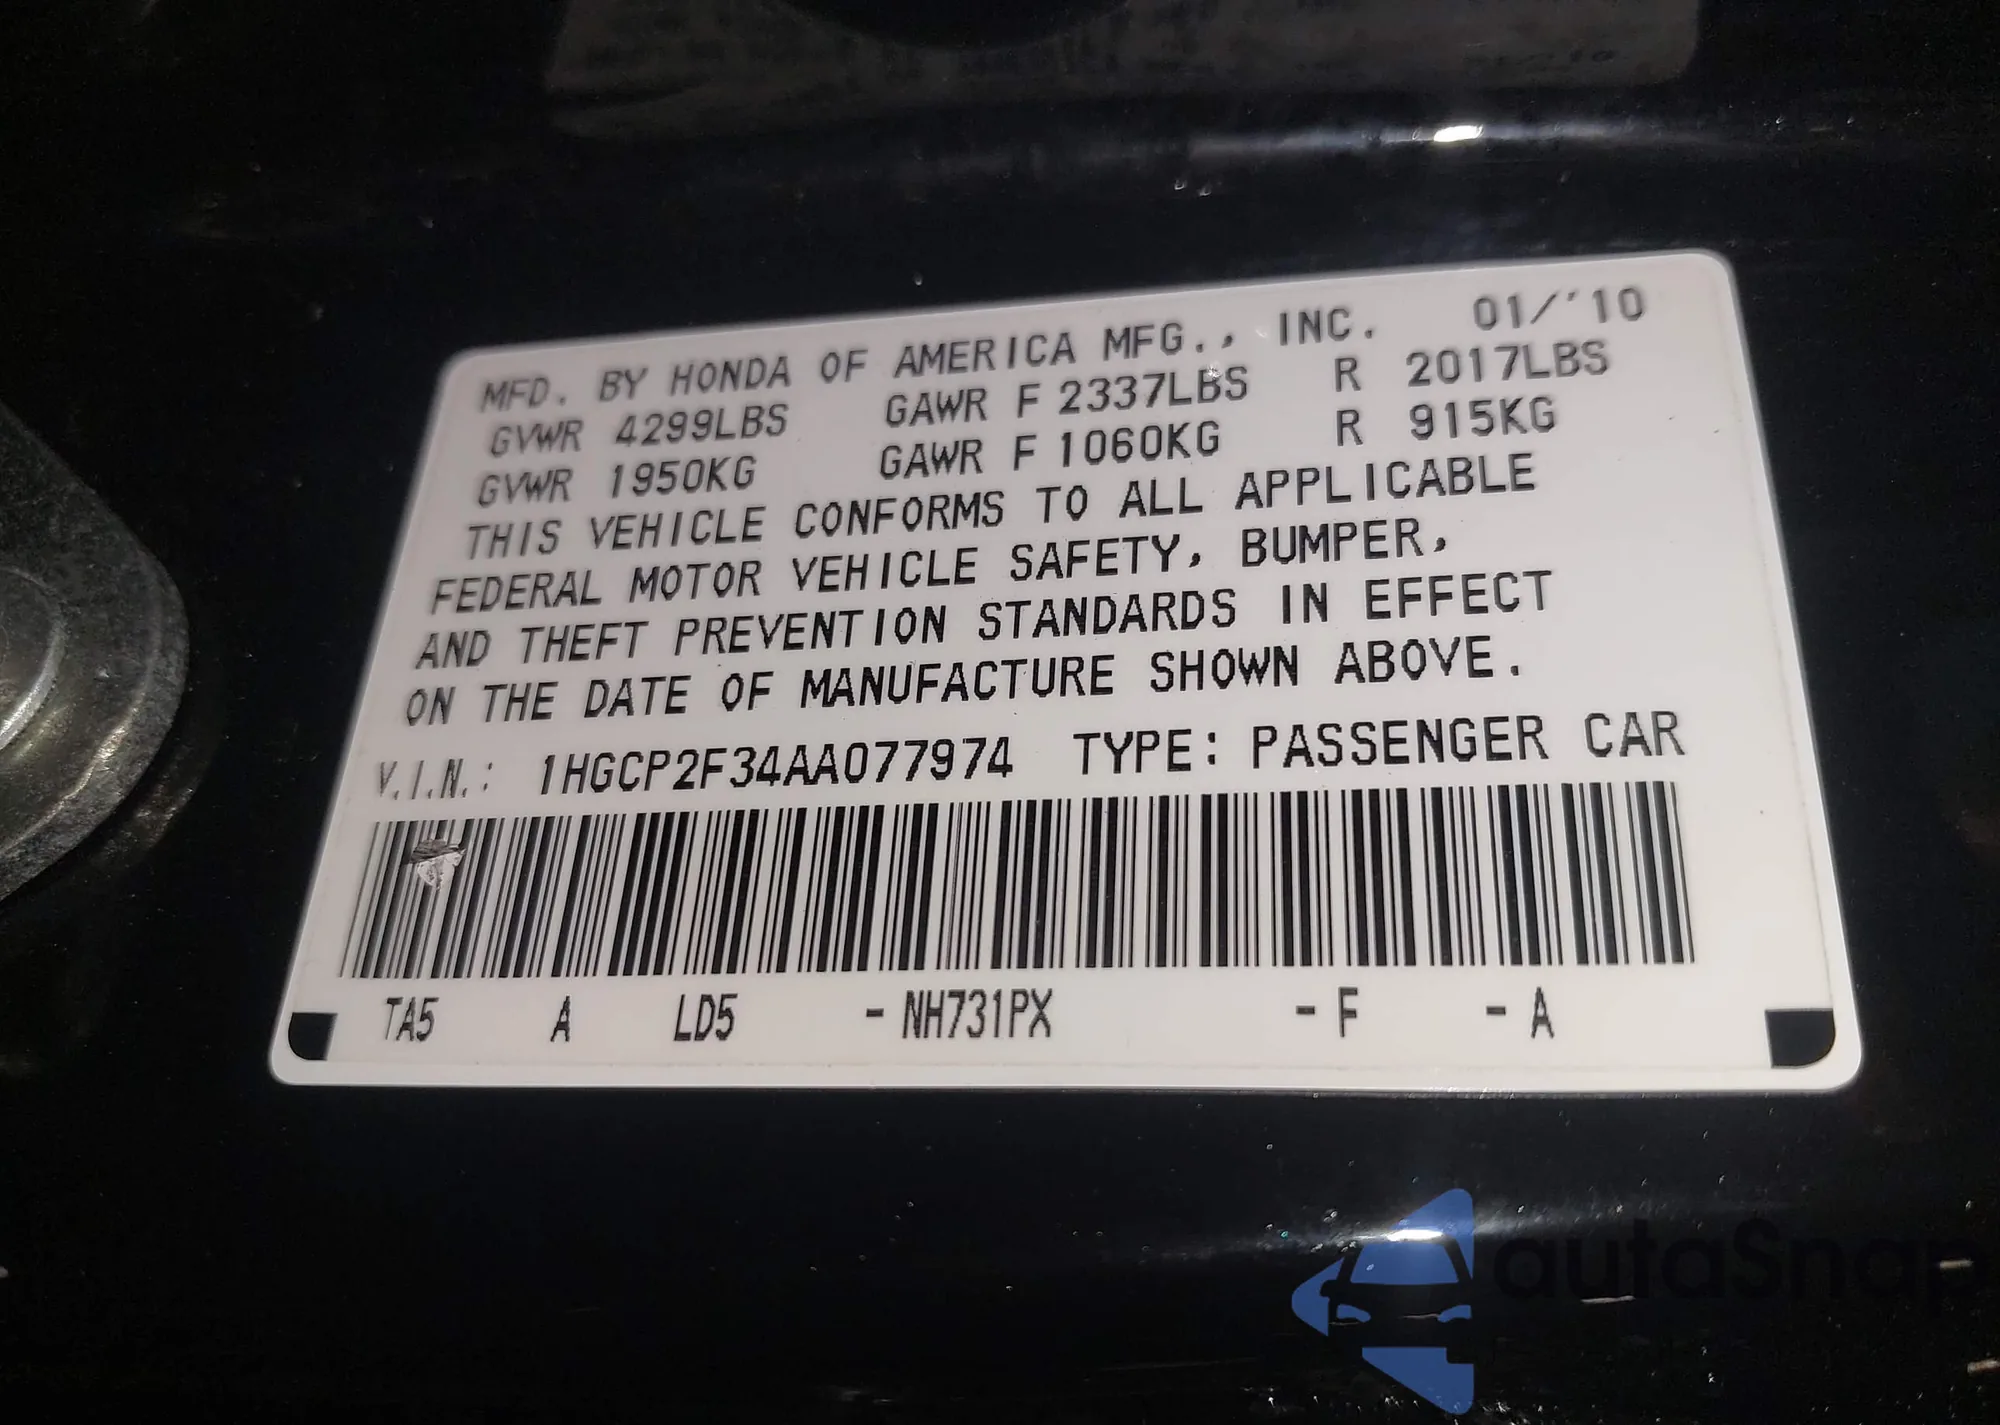 MFD. BY HONDA OF AMERICA MFG., INC. 01/'10
GVWR 4299LBS GAWR F 2337LBS R 2017LBS
GVWR 1950KG GAWR F 1060KG R 915KG
THIS VEHICLE CONFORMS TO ALL APPLICABLE
FEDERAL MOTOR VEHICLE SAFETY, BUMPER,
AND THEFT PREVENTION STANDARDS IN EFFECT
ON THE DATE OF MANUFACTURE SHOWN ABOVE.
V.I.N.: 1HGCP2F34AA077974 TYPE: PASSENGER CAR
TA5 A LD5 - NH731PX - F - A
autaSnap